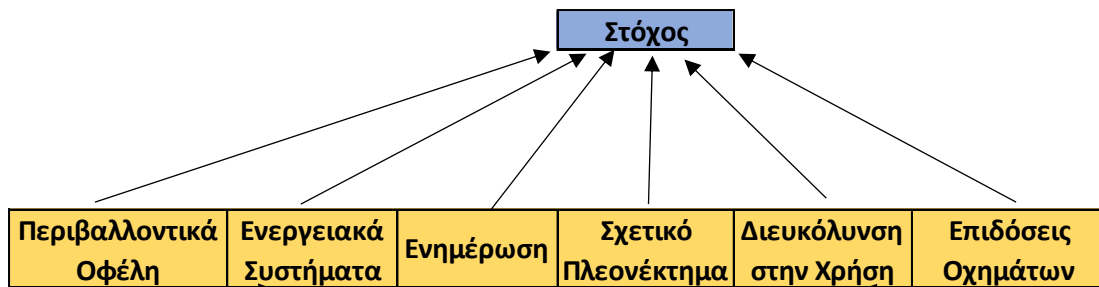 Στόχος
Περιβαλλοντικά
Οφέλη
Ενεργειακά
Συστήματα
Ενημέρωση
Σχετικό
Πλεονέκτημα
Διευκόλυνση
στην Χρήση
Επιδόσεις
Οχημάτων